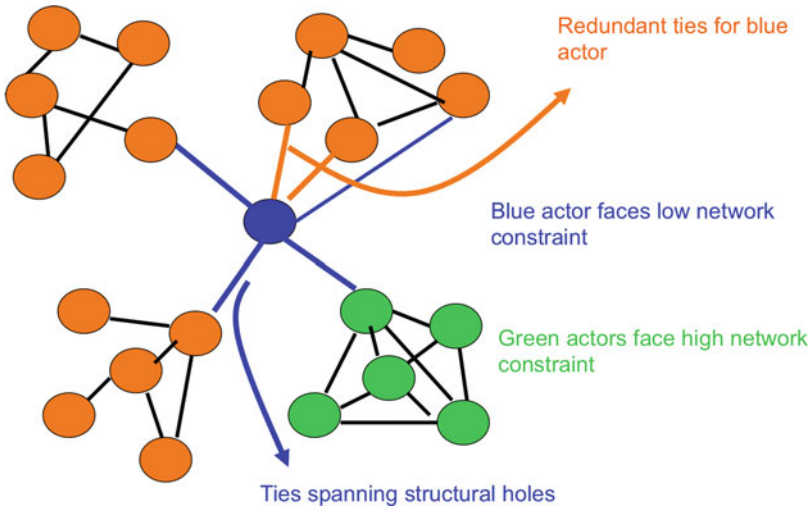 Redundant ties for blue
actor
Blue actor faces low network
constraint
Green actors face high network
constraint
Ties spanning structural holes